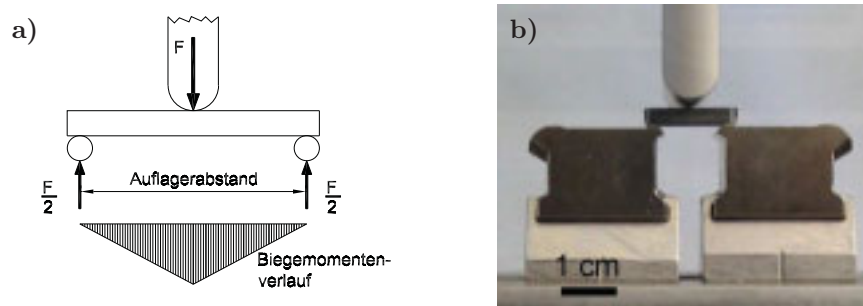 a)
F
F
2
Auflagerabstand
F
2
Biegemomenten-
verlauf
b)
1 cm